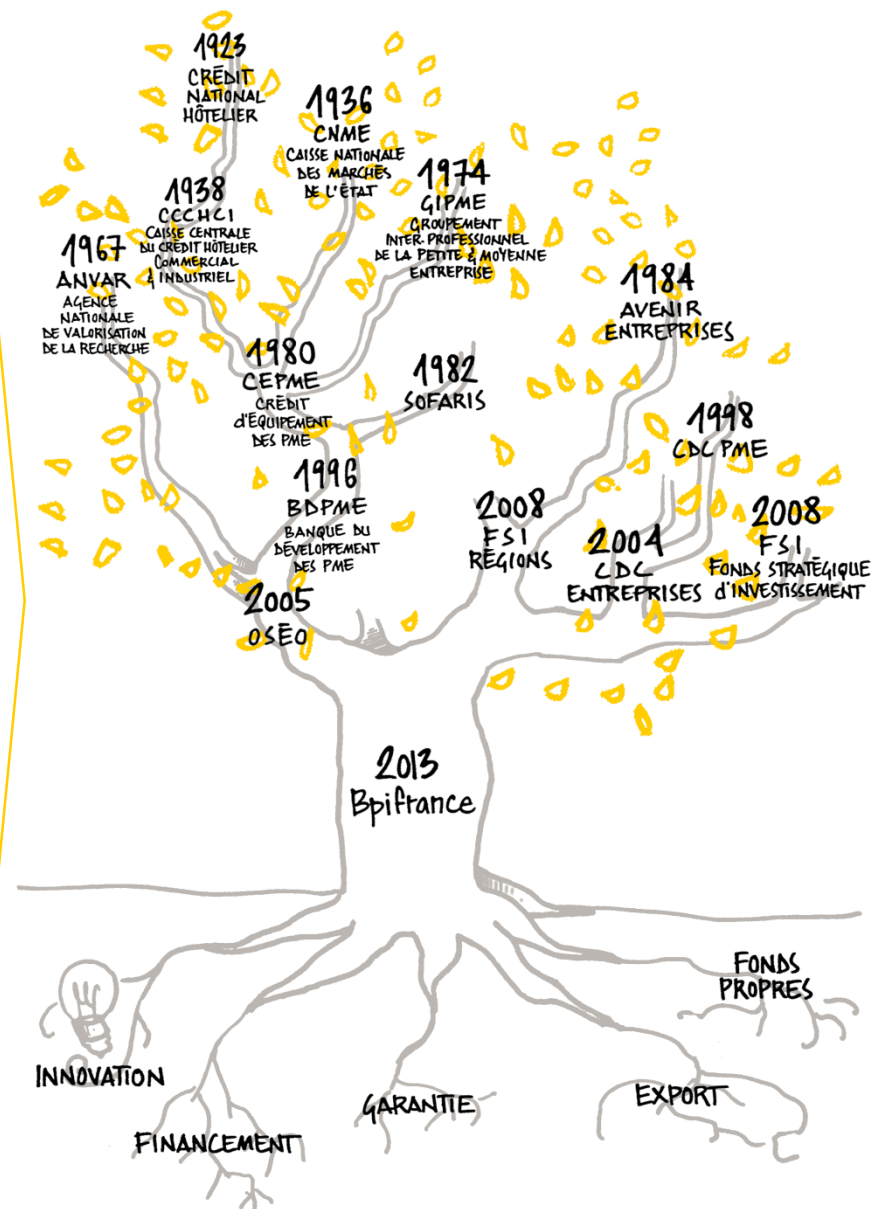 1923
CRÉDIT
NATIONAL
HÔTELIER
1936
CNME
CAISSE NATIONALE
DES MARCHÉS
DE L'ÉTAT
1974
GIPME
GROUPEMENT
INTER-PROFESSIONNEL
DE LA PETITE & MOYENNE
ENTREPRISE
1938
CCCHCI
CAISSE CENTRALE
DU CRÉDIT HÔTELIER
COMMERCIAL
& INDUSTRIEL
1967
ANVAR
AGENCE
NATIONALE
DE VALORISATION
DE LA RECHERCHE
1984
AVENIR
ENTREPRISES
1980
CEPME
CRÉDIT
d'ÉQUIPEMENT
DES PME
1982
SOFARIS
1998
CDC PME
1996
BDPME
BANQUE DU
DÉVELOPPEMENT
DES PME
2008
FSI
RÉGIONS
2004
CDC
ENTREPRISES
2008
FSI
FONDS STRATÉGIQUE
d'INVESTISSEMENT
2005
OSÉO
2013
Bpifrance
FONDS
PROPRES
INNOVATION
FINANCEMENT
GARANTIE
EXPORT